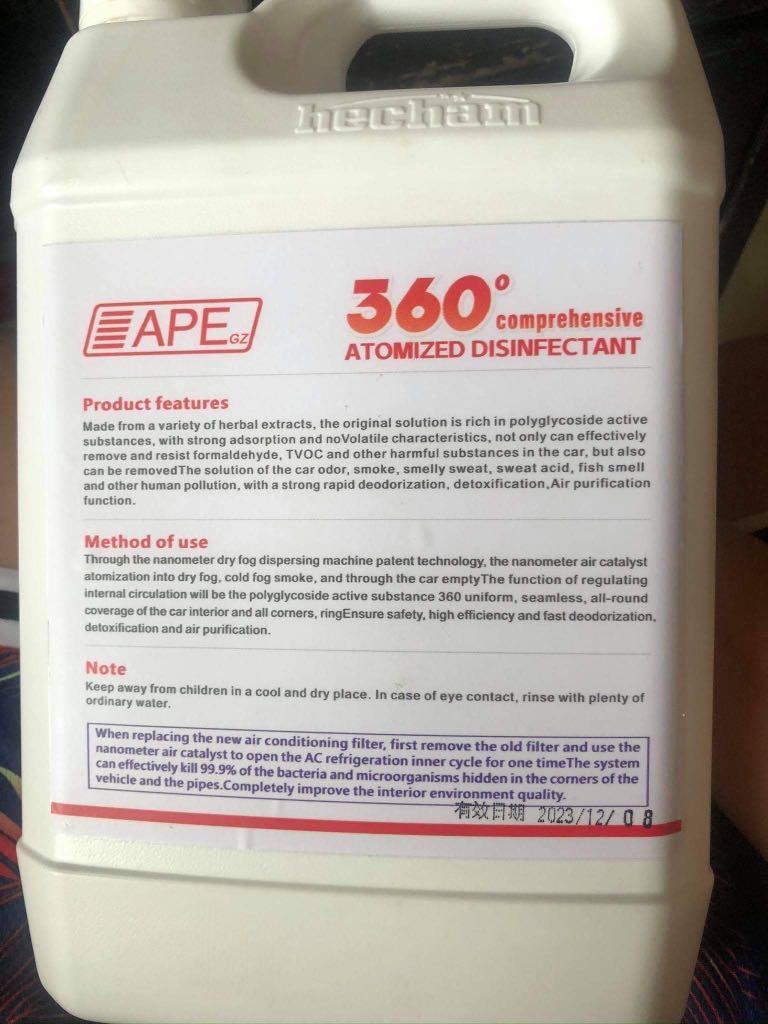 hecham
APE GZ
360°
comprehensive
ATOMIZED DISINFECTANT
Product features
Made from a variety of herbal extracts, the original solution is rich in polyglycoside active
substances, with strong adsorption and noVolatile characteristics, not only can effectively
remove and resist formaldehyde, TVOC and other harmful substances in the car, but also
can be removedThe solution of the car odor, smoke, smelly sweat, sweat acid, fish smell
and other human pollution, with a strong rapid deodorization, detoxification,Air purification
function.
Method of use
Through the nanometer dry fog dispersing machine patent technology, the nanometer air catalyst
atomization into dry fog, cold fog smoke, and through the car emptyThe function of regulating
internal circulation will be the polyglycoside active substance 360 uniform, seamless, all-round
coverage of the car interior and all corners, ringEnsure safety, high efficiency and fast deodorization,
detoxification and air purification.
Note
Keep away from children in a cool and dry place. In case of eye contact, rinse with plenty of
ordinary water.
When replacing the new air conditioning filter, first remove the old filter and use the
nanometer air catalyst to open the AC refrigeration inner cycle for one timeThe system
can effectively kill 99.9% of the bacteria and microorganisms hidden in the corners of the
vehicle and the pipes.Completely improve the interior environment quality.
有效日期 2023/12/08